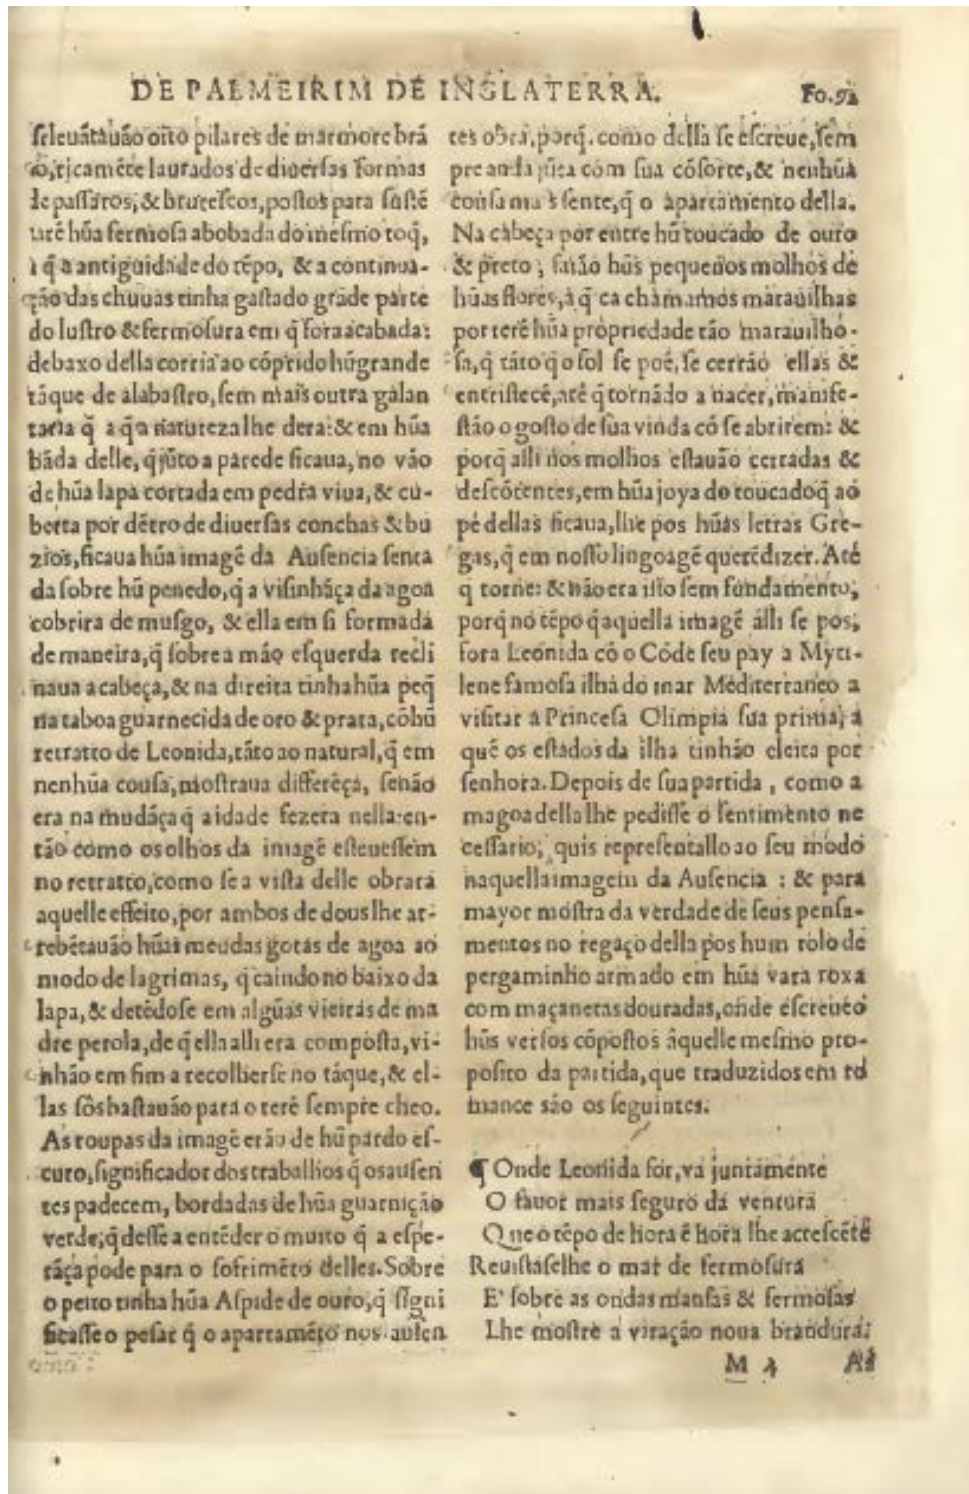 DE PALMEIRIM DE INGLATERRA.
Fo.92
ſeleuãtauão oito pilares de marmore brã
co, ricamẽte laurados de diuerſas formas
de paſſaros, & bruteſcos, poſtos para ſuſtẽ
tarẽ hũa fermoſa abobada do meſmo toq̃,
a q̃ a antiguidade do tẽpo, & a continua-
ção das chuuas tinha gaſtado grãde parte
do luſtro & fermoſura em q̃ fora acabada:
debaxo della corria ao cõprido hũ grande
tãque de alabaſtro, ſem mais outra galan
taria q̃ a q̃ a natureza lhe dera: & em hũa
bãda delle, q̃ jũto a parede ficaua, no vão
de hũa lapa cortada em pedra viua, & cu-
berta por dẽtro de diuerſas conchas & bu
zios, ficaua hũa imagẽ da Auſencia ſenta
da ſobre hũ penedo, q̃ a viſinhãça da agoa
cobrira de muſgo, & ella em ſi formada
de maneira, q̃ ſobre a mão eſquerda recli
naua a cabeça, & na direita tinha hũa peq̃
na taboa guarnecida de oro & prata, cõ hũ
retratto de Leonida, tãto ao natural, q̃ em
nenhũa couſa, moſtraua differẽça, ſenão
era na mudãça q̃ a idade fezera nella: en-
tão como os olhos da imagẽ eſteueſſem
no retratto, como ſe a viſta delle obrara
aquelle effeito, por ambos de dous lhe ar-
rebẽtauão hũas meudas gotas de agoa ao
modo de lagrimas, q̃ caindo no baixo da
lapa, & detẽdoſe em algũas vieiras de ma
dre perola, de q̃ ella alli era compoſta, vi-
nhão em fim a recolherſe no tãque, & el-
las ſôs baſtauão para o terẽ ſempre cheo.
As roupas da imagẽ erão de hũ pardo eſ-
curo, ſignificador dos traballios q̃ os auſen
tes padecem, bordadas de hũa guarnição
verde, q̃ deſſe a entẽder o muito q̃ a eſpe-
rãça pode para o ſofrimẽto delles. Sobre
o peito tinha hũa Aſpide de ouro, q̃ ſigni
ficaſſe o peſar q̃ o apartamẽto nos auſen
tes obra, porq̃. como della ſe eſcreue, ſem
pre anda jũta com ſua cõſorte, & nenhũa
couſa mais ſente, q̃ o apartamento della.
Na cabeça por entre hũ toucado de ouro
& preto, ſaião hũs pequenos molhos de
hũas flores, a q̃ ca chamamos marauilhas
por terẽ hũa propriedade tão marauilho-
ſa, q̃ tãto q̃ o ſol ſe poẽ, ſe cerrão ellas &
entriſtecẽ, atẽ q̃ tornãdo a nacer, manife-
ſtão o goſto de ſua vinda cõ ſe abrirem: &
porq̃ alli nos molhos eſtauão cerradas &
deſcõtentes, em hũa joya do toucado q̃ ao
pé dellas ficaua, lhe pos hũas letras Gre-
gas, q̃ em noſſo lingoagẽ querẽ dizer. Até
q̃ torne: & não era iſſo ſem fundamento,
porq̃ no tẽpo q̃ aquella imagẽ alli ſe pos,
fora Leonida cõ o Cõde ſeu pay a Myti-
lene famoſa ilha do mar Mediterraneo a
viſitar a Princeſa Olimpia ſua prima, a
quẽ os eſtados da ilha tinhão eleita por
ſenhora. Depois de ſua partida, como a
magoa della lhe pediſſe o ſentimento ne
ceſſario, quis repreſentallo ao ſeu modo
naquella imagem da Auſencia: & para
mayor moſtra da verdade de ſeus penſa-
mentos no regaço della pos hum rolo de
pergaminho armado em hũa vara roxa
com maçanetas douradas, onde eſcreueo
hũs verſos cõpoſtos âquelle meſmo pro-
poſito da partida, que traduzidos em ro
mance são os ſeguintes.
¶ Onde Leonida for, vá juntamente
O fauor mais ſeguro da ventura
Que o tẽpo de hora ẽ hora lhe acreſcẽte
Reuiſtaſelhe o mar de fermoſura
E' ſobre as ondas manſas & fermoſas
Lhe moſtre a viração noua brandura:
M 4
As